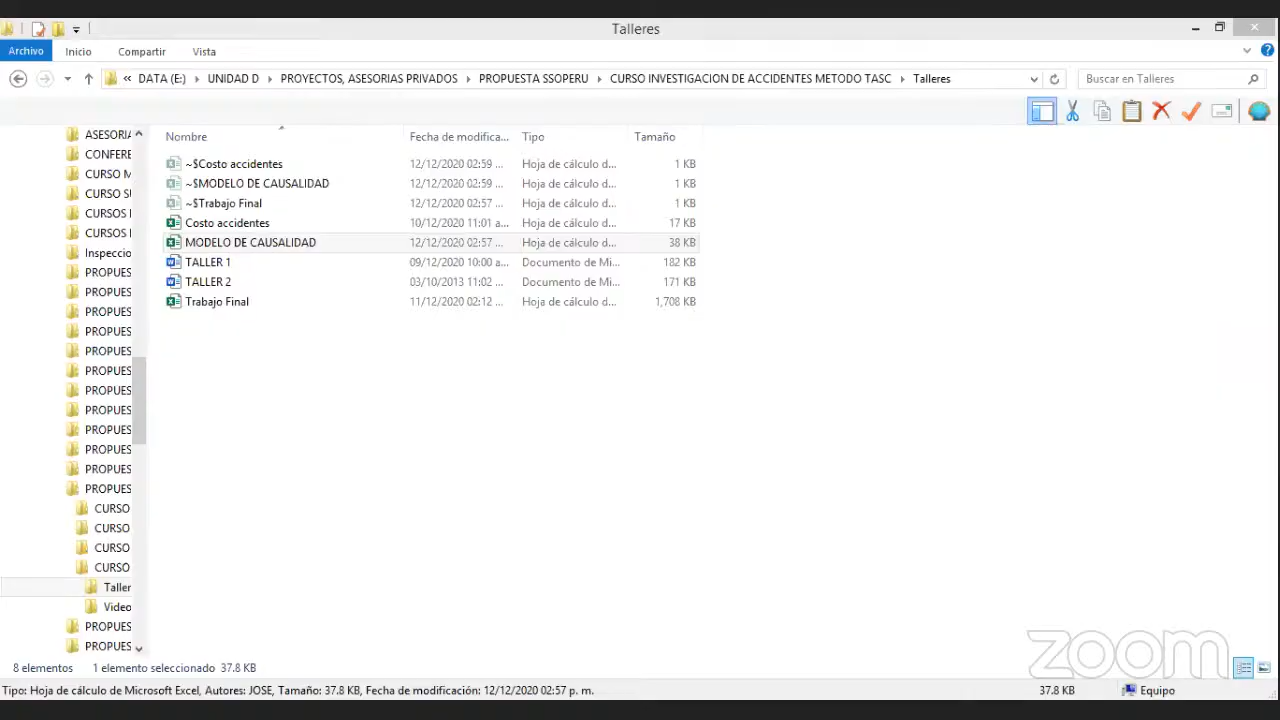 Talleres
Archivo Inicio Compartir Vista
« DATA (E:) UNIDAD D PROYECTOS, ASESORIAS PRIVADOS PROPUESTA SSOPERU CURSO INVESTIGACION DE ACCIDENTES METODO TASC Talleres Buscar en Talleres
Nombre Fecha de modifica... Tipo Tamaño
~$Costo accidentes 12/12/2020 02:59 ... Hoja de cálculo d... 1 KB
~$MODELO DE CAUSALIDAD 12/12/2020 02:59 ... Hoja de cálculo d... 1 KB
~$Trabajo Final 12/12/2020 02:57 ... Hoja de cálculo d... 1 KB
Costo accidentes 10/12/2020 11:01 a... Hoja de cálculo d... 17 KB
MODELO DE CAUSALIDAD 12/12/2020 02:57 ... Hoja de cálculo d... 38 KB
TALLER 1 09/12/2020 10:00 a... Documento de Mi... 182 KB
TALLER 2 03/10/2013 11:02 ... Documento de Mi... 171 KB
Trabajo Final 11/12/2020 02:12 ... Hoja de cálculo d... 1,708 KB
ASESORIA
CONFERE
CURSO M
CURSO SU
CURSOS I
CURSOS I
Inspeccio
PROPUES
PROPUES
PROPUES
PROPUES
PROPUES
PROPUES
PROPUES
PROPUES
PROPUES
PROPUES
PROPUES
PROPUES
CURSO
CURSO
CURSO
CURSO
Taller
Video
PROPUES
PROPUES
zoom
8 elementos 1 elemento seleccionado 37.8 KB
Tipo: Hoja de cálculo de Microsoft Excel, Autores: JOSE, Tamaño: 37.8 KB, Fecha de modificación: 12/12/2020 02:57 p. m. 37.8 KB Equipo